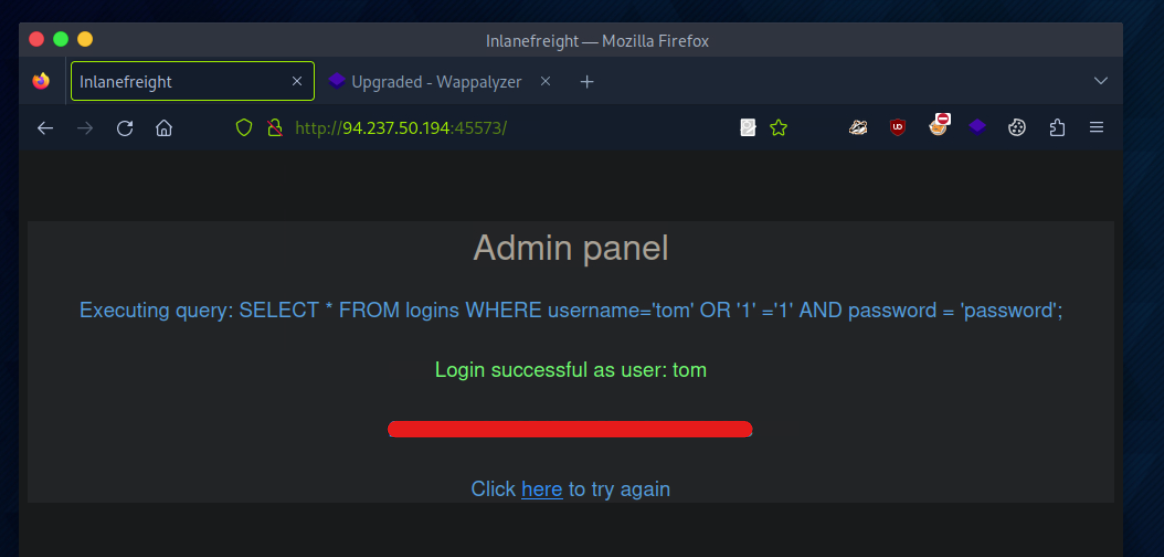 Inlanefreight — Mozilla Firefox
Inlanefreight
Upgraded - Wappalyzer
http://94.237.50.194:45573/
Admin panel
Executing query: SELECT * FROM logins WHERE username='tom' OR '1' ='1' AND password = 'password';
Login successful as user: tom
Click here to try again